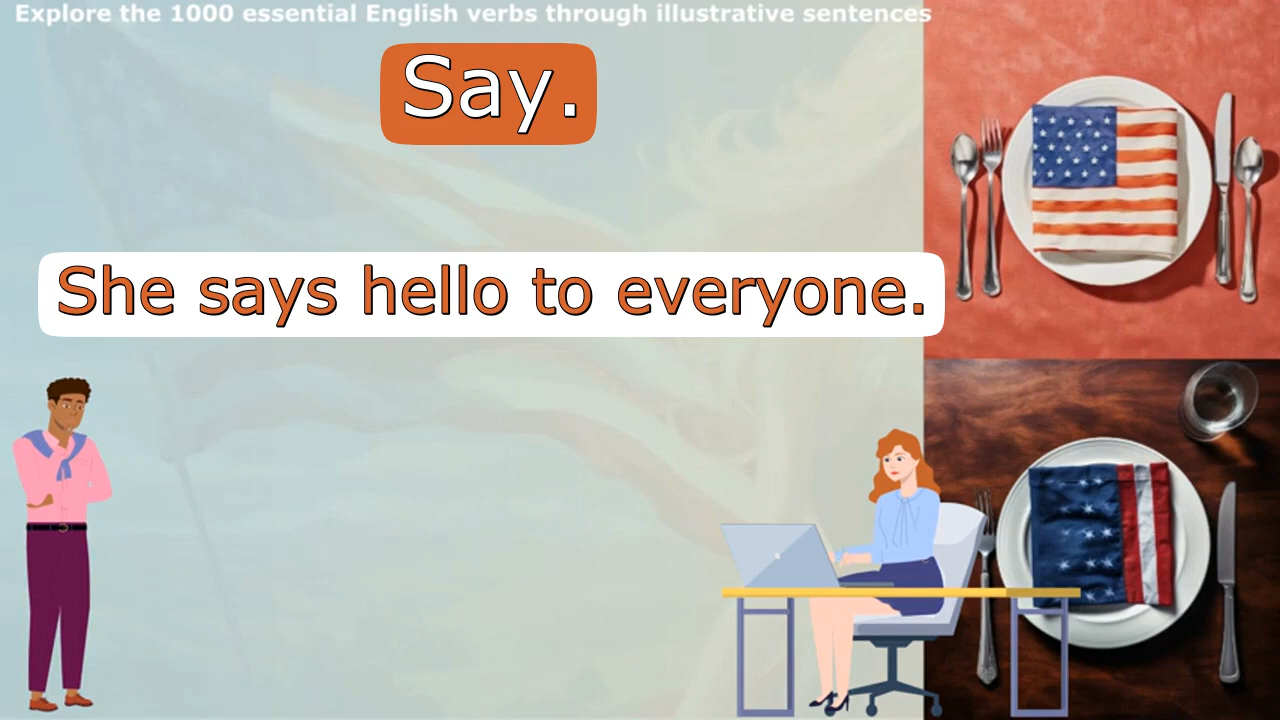 Explore the 1000 essential English verbs through illustrative sentences
Say.
She says hello to everyone.